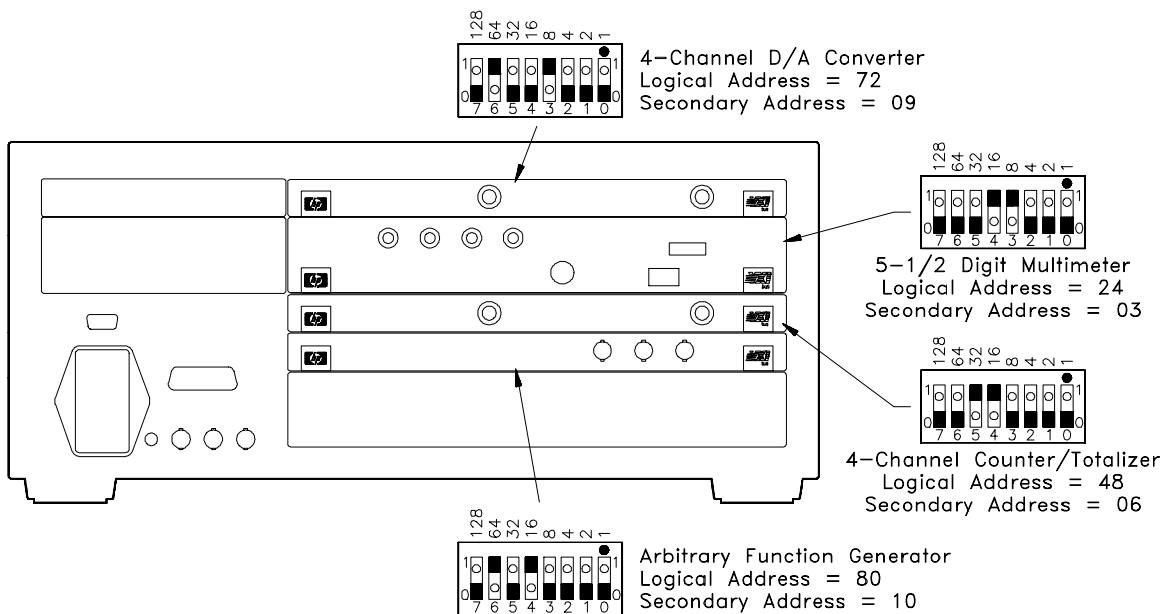 128 64 32 16 8 4 2 1
1 1
0 7 6 5 4 3 2 1 0 0
4-Channel D/A Converter
Logical Address = 72
Secondary Address = 09
128 64 32 16 8 4 2 1
1 1
0 7 6 5 4 3 2 1 0 0
5-1/2 Digit Multimeter
Logical Address = 24
Secondary Address = 03
hp
hp
hp
hp
128 64 32 16 8 4 2 1
1 1
0 7 6 5 4 3 2 1 0 0
4-Channel Counter/Totalizer
Logical Address = 48
Secondary Address = 06
128 64 32 16 8 4 2 1
1 1
0 7 6 5 4 3 2 1 0 0
Arbitrary Function Generator
Logical Address = 80
Secondary Address = 10